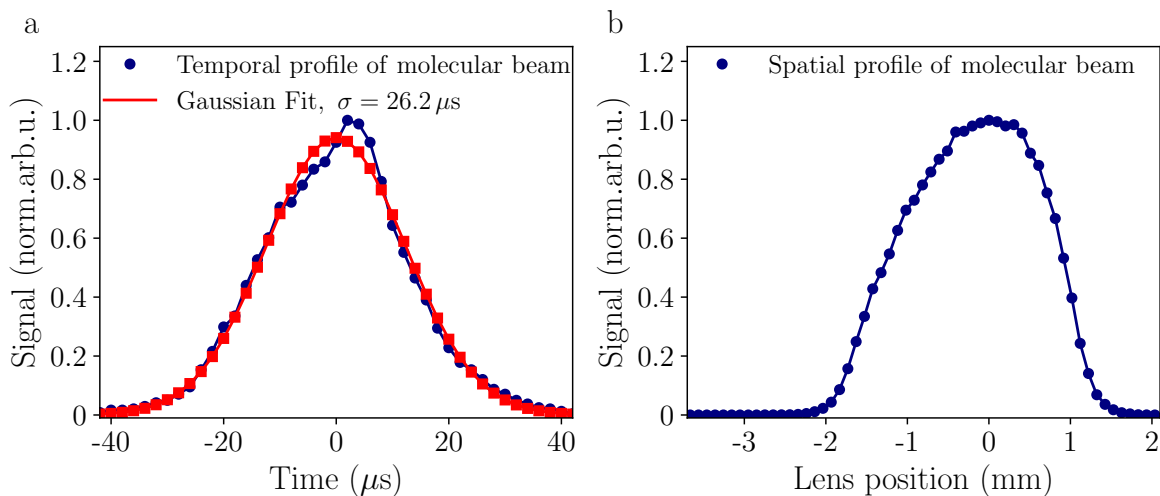 a
Signal (norm.arb.u.)
1.2
1.0
0.8
0.6
0.4
0.2
0
Temporal profile of molecular beam
Gaussian Fit, σ = 26.2 μs
-40 -20 0 20 40
Time (μs)
b
Signal (norm.arb.u.)
1.2
1.0
0.8
0.6
0.4
0.2
0
Spatial profile of molecular beam
-3 -2 -1 0 1 2
Lens position (mm)